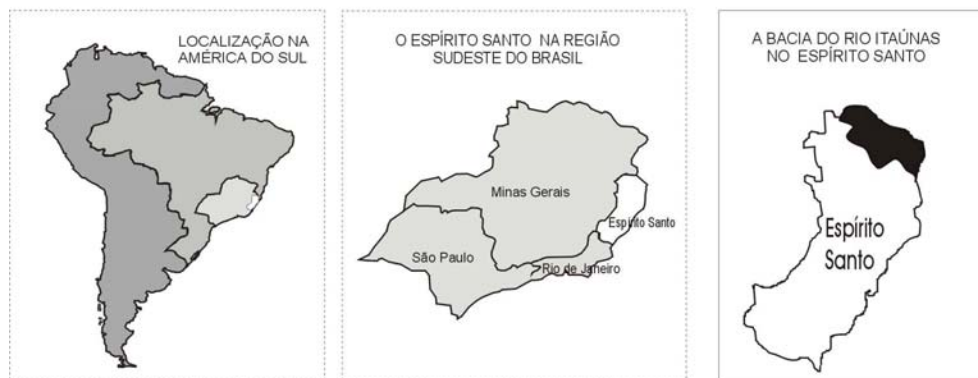 LOCALIZAÇÃO NA
AMÉRICA DO SUL
O ESPÍRITO SANTO NA REGIÃO
SUDESTE DO BRASIL
Minas Gerais
Espírito Santo
São Paulo
Rio de Janeiro
A BACIA DO RIO ITAÚNAS
NO ESPÍRITO SANTO
Espírito
Santo